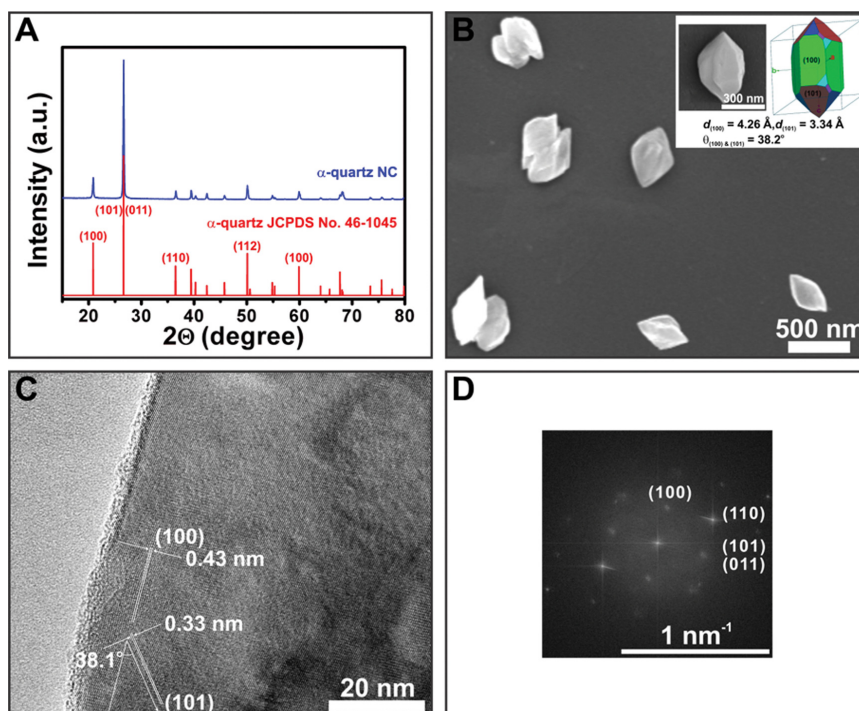 A
Intensity (a.u.)
α-quartz NC
(101) (011)
α-quartz JCPDS No. 46-1045
(100)
(110)
(112)
(100)
20 30 40 50 60 70 80
2Θ (degree)
B
300 nm
b
a
(100)
(101)
d(100) = 4.26 Å,d(101) = 3.34 Å
θ(100) & (101) = 38.2°
500 nm
C
(100)
0.43 nm
0.33 nm
38.1°
(101)
20 nm
D
(100)
(110)
(101)
(011)
1 nm-1